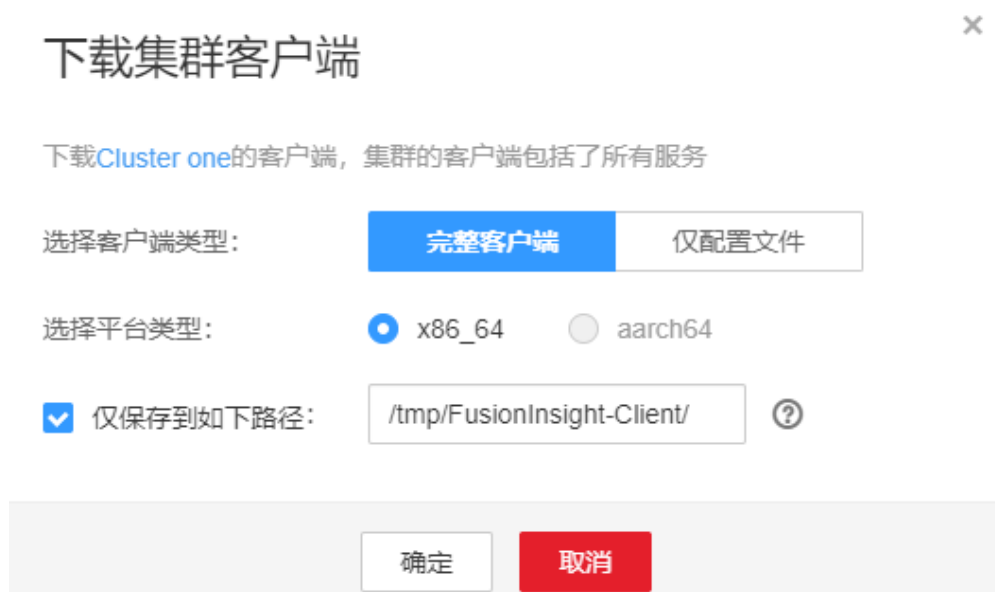 下载集群客户端
下载Cluster one的客户端，集群的客户端包括了所有服务
选择客户端类型： 完整客户端 仅配置文件
选择平台类型： x86_64 aarch64
仅保存到如下路径： /tmp/FusionInsight-Client/
确定 取消